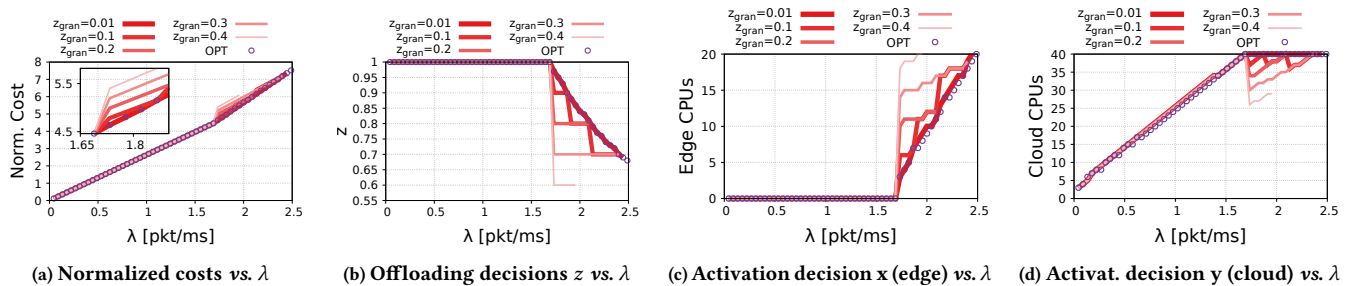 z_gran=0.01 z_gran=0.3
z_gran=0.1 z_gran=0.4
z_gran=0.2 OPT
Norm. Cost
8
7
6
5
4
3
2
1
0
5.5
4.5
1.65 1.8
0 0.5 1 1.5 2 2.5
λ [pkt/ms]
(a) Normalized costs vs. λ
z_gran=0.01 z_gran=0.3
z_gran=0.1 z_gran=0.4
z_gran=0.2 OPT
z
1
0.95
0.9
0.85
0.8
0.75
0.7
0.65
0.6
0.55
0 0.5 1 1.5 2 2.5
λ [pkt/ms]
(b) Offloading decisions z vs. λ
z_gran=0.01 z_gran=0.3
z_gran=0.1 z_gran=0.4
z_gran=0.2 OPT
Edge CPUs
20
15
10
5
0
0 0.5 1 1.5 2 2.5
λ [pkt/ms]
(c) Activation decision x (edge) vs. λ
z_gran=0.01 z_gran=0.3
z_gran=0.1 z_gran=0.4
z_gran=0.2 OPT
Cloud CPUs
40
35
30
25
20
15
10
5
0
0 0.5 1 1.5 2 2.5
λ [pkt/ms]
(d) Activat. decision y (cloud) vs. λ